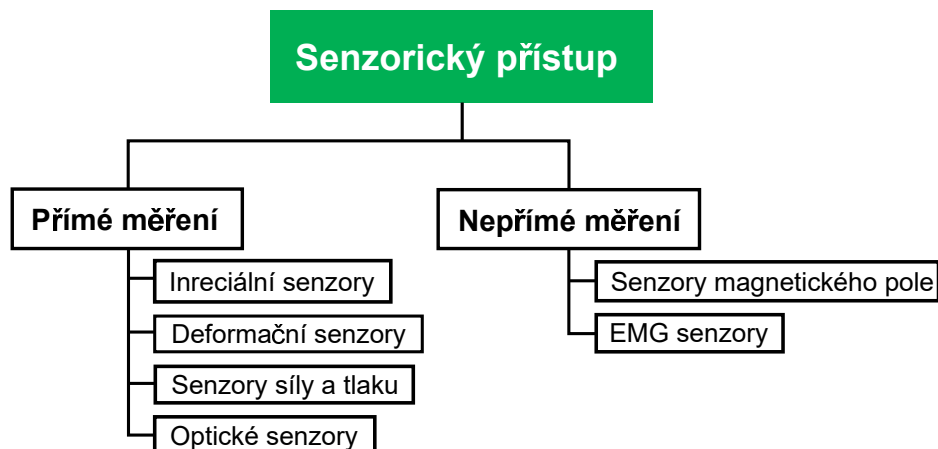 Senzorický přístup
Přímé měření
Inreciální senzory
Deformační senzory
Senzory síly a tlaku
Optické senzory
Nepřímé měření
Senzory magnetického pole
EMG senzory